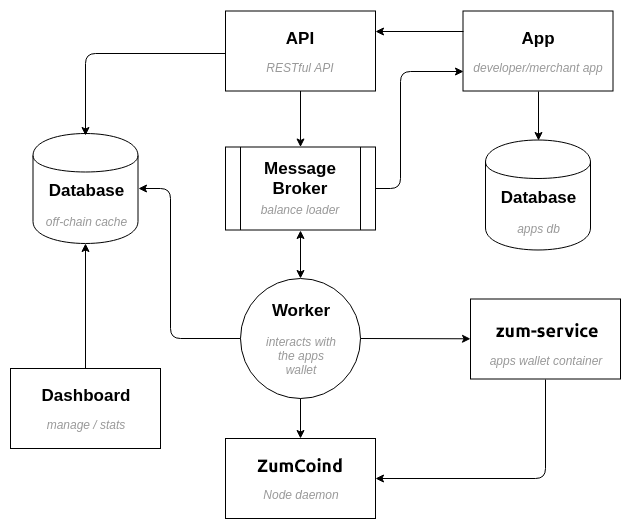 API
RESTful API
App
developer/merchant app
Database
off-chain cache
Message
Broker
balance loader
Database
apps db
Worker
interacts with
the apps
wallet
zum-service
apps wallet container
Dashboard
manage / stats
ZumCoind
Node daemon